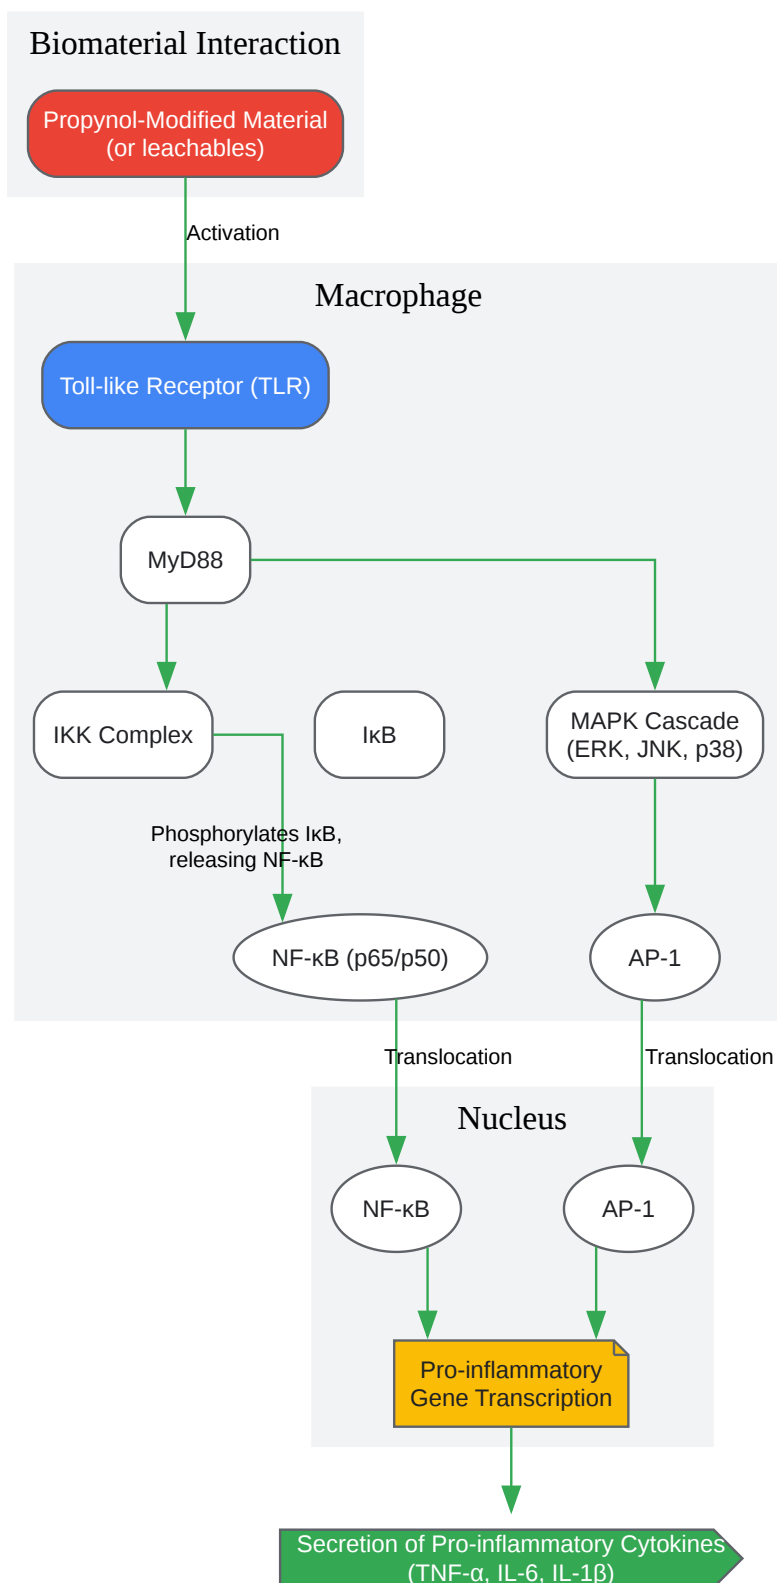 Biomaterial Interaction
Propynol-Modified Material
(or leachables)
Activation
Macrophage
Toll-like Receptor (TLR)
MyD88
IKK Complex
IκB
MAPK Cascade
(ERK, JNK, p38)
Phosphorylates IκB,
releasing NF-κB
NF-κB (p65/p50)
AP-1
Translocation
Translocation
Nucleus
NF-κB
AP-1
Pro-inflammatory
Gene Transcription
Secretion of Pro-inflammatory Cytokines
(TNF-α, IL-6, IL-1β)